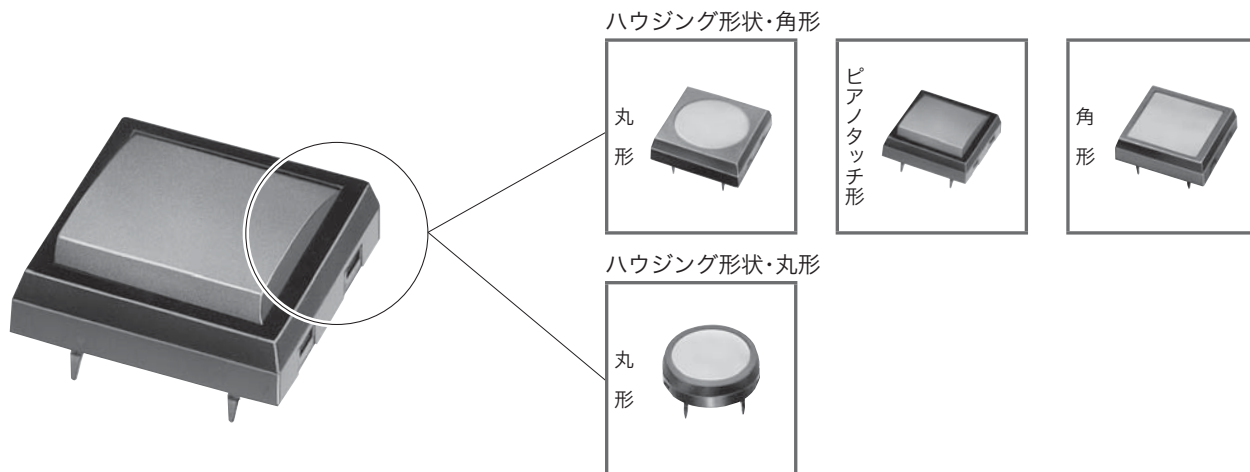 ハウジング形状・角形
丸形
ピアノタッチ形
角形
ハウジング形状・丸形
丸形